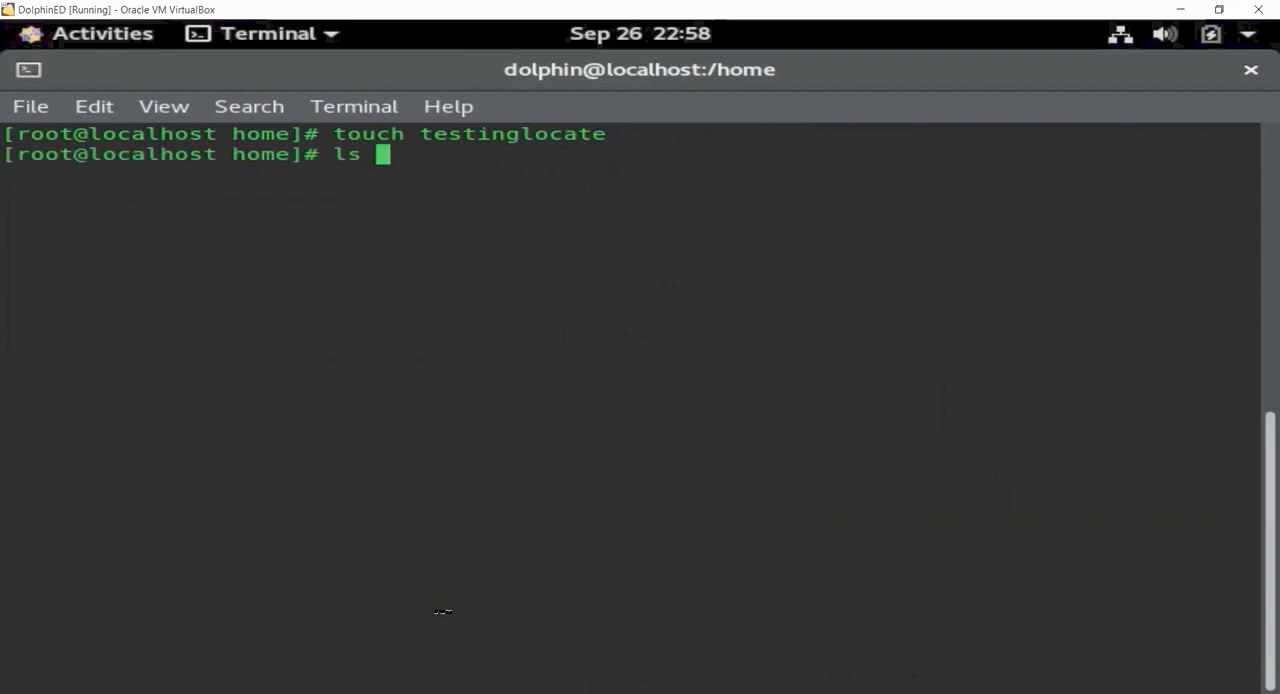 DolphinED [Running] - Oracle VM VirtualBox
Activities Terminal Sep 26 22:58
dolphin@localhost:/home
File Edit View Search Terminal Help
[root@localhost home]# touch testinglocate
[root@localhost home]# ls